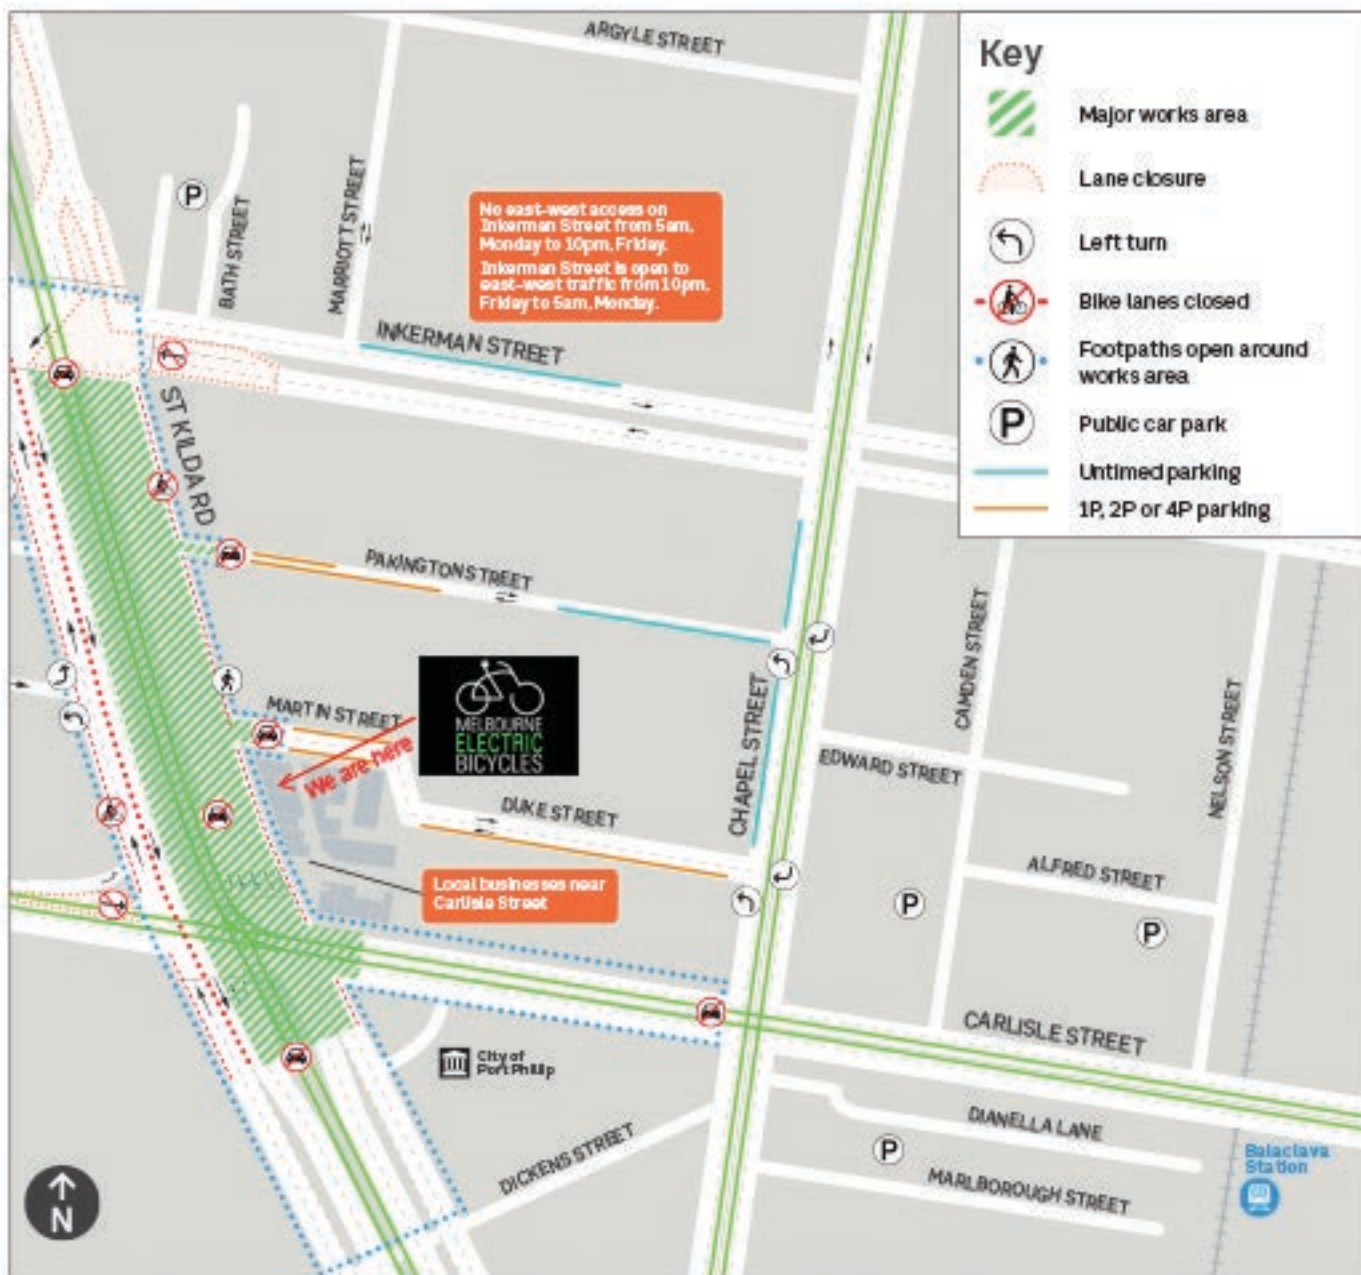 ARGYLE STREET
Key
Major works area
Lane closure
Left turn
Bike lanes closed
Footpaths open around
works area
P
Public car park
Untimed parking
1P, 2P or 4P parking
P
BATH STREET
MARRIOTT STREET
No east-west access on
Inkerman Street from 5am,
Monday to 10pm, Friday.
Inkerman Street is open to
east-west traffic from 10pm,
Friday to 5am, Monday.
INKERMAN STREET
ST KILDA RD
PAKINGTON STREET
CAMDEN STREET
NELSON STREET
MARTIN STREET
MELBOURNE
ELECTRIC
BICYCLES
We are here
CHAPEL STREET
EDWARD STREET
DUKE STREET
ALFRED STREET
Local businesses near
Carlisle Street
P
P
CARLISLE STREET
City of
Port Phillip
DICKENS STREET
DIANELLA LANE
P
MARLBOROUGH STREET
Balaclava
Station
N